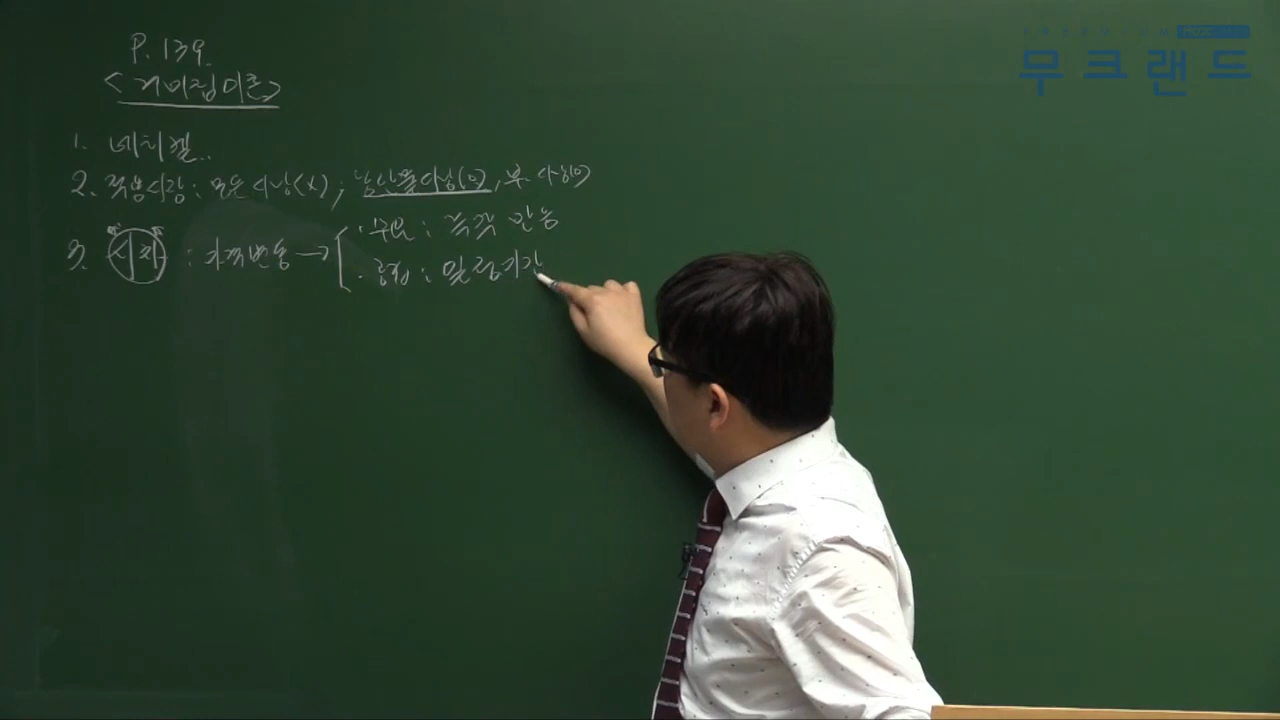 P.139.
<거미집이론>
1. 에치켈..
2. 적용시장 : 모든시장(X) ; 농산물시장(O), 부.시장(O)
3. 시차 : 가격변동 → · 수요 : 즉각 반응
· 공급 : 일정기간
무크랜드